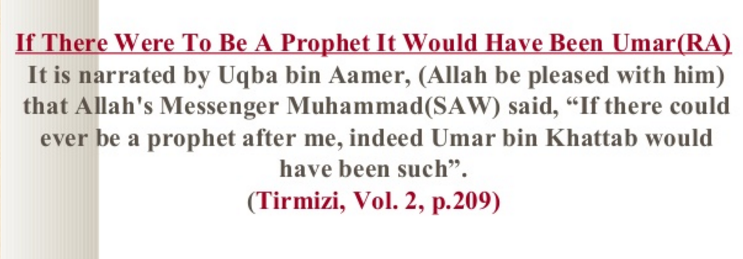 If There Were To Be A Prophet It Would Have Been Umar(RA)
It is narrated by Uqba bin Aamer, (Allah be pleased with him)
that Allah's Messenger Muhammad(SAW) said, “If there could
ever be a prophet after me, indeed Umar bin Khattab would
have been such”.
(Tirmizi, Vol. 2, p.209)